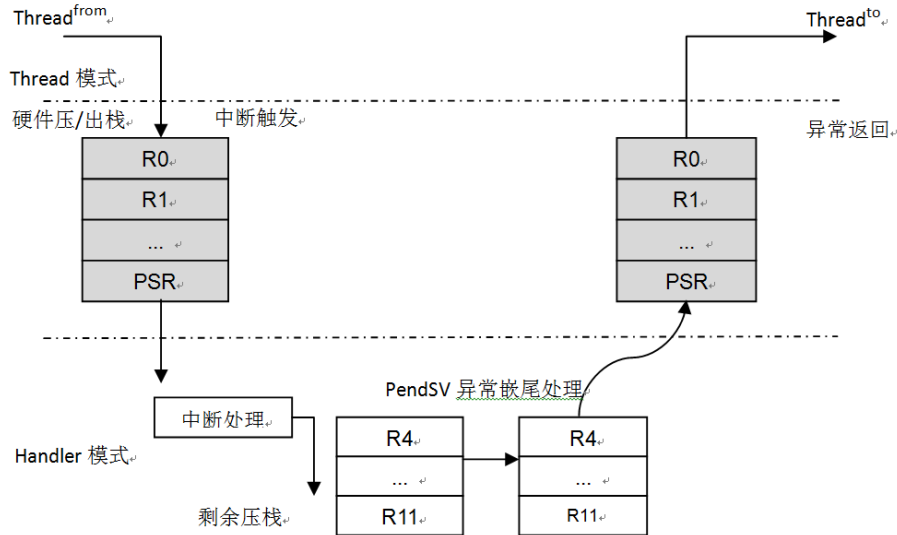 Thread^from
Thread^to
Thread 模式
硬件压/出栈
中断触发
异常返回
R0
R1
...
PSR
R0
R1
...
PSR
PendSV 异常嵌尾处理
中断处理
R4
...
R11
R4
...
R11
Handler 模式
剩余压栈